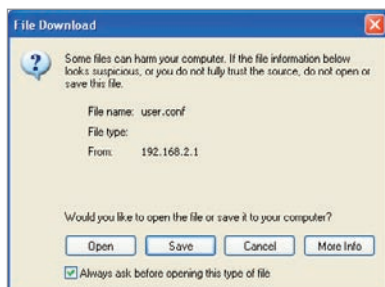 File Download
Some files can harm your computer. If the file information below
looks suspicious, or you do not fully trust the source, do not open or
save this file.
File name: user.conf
File type:
From: 192.168.2.1
Would you like to open the file or save it to your computer?
Open Save Cancel More Info
Always ask before opening this type of file